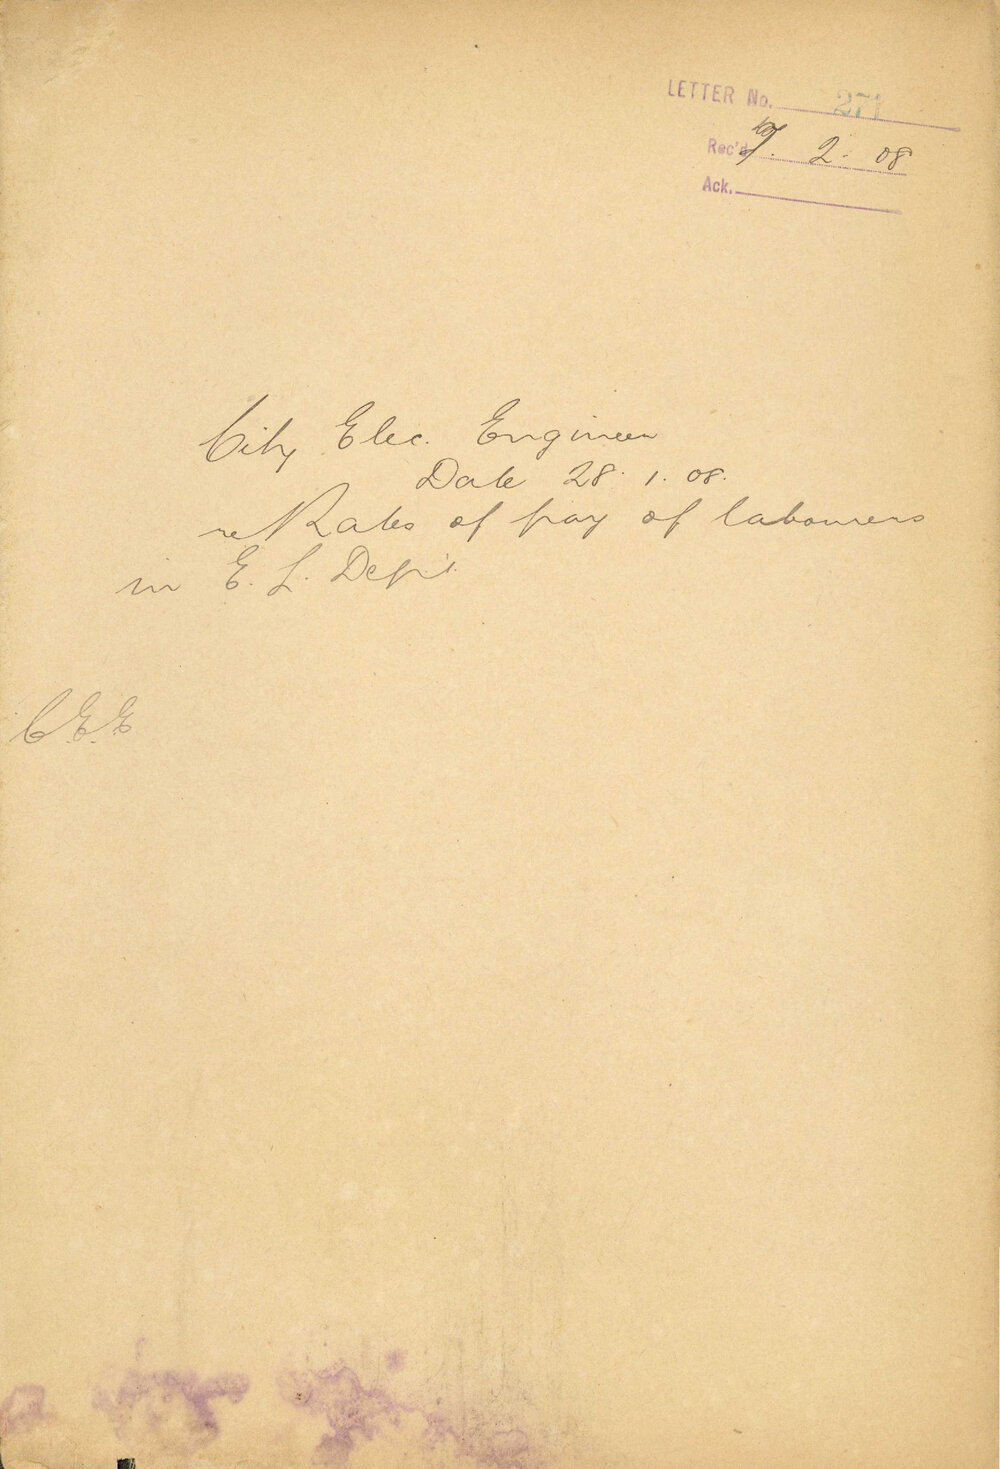 LETTER No. 271
Rec'd 7. 2. 08
Ack.
City Elec. Engineer
Date 28. 1. 08.
re Rates of pay of labourers
in E. L. Dep't.
C.E.E